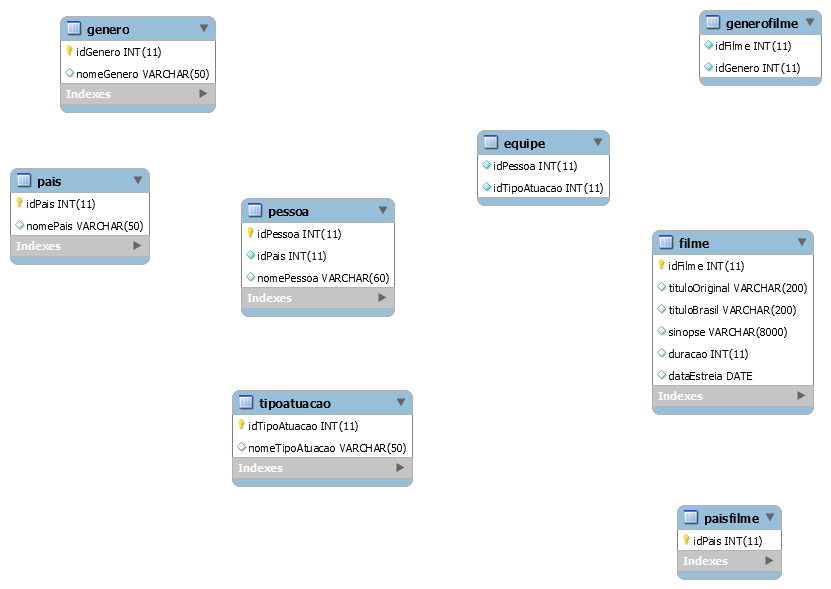 genero
idGenero INT(11)
nomeGenero VARCHAR(50)
Indexes
generofilme
idFilme INT(11)
idGenero INT(11)
equipe
idPessoa INT(11)
idTipoAtuacao INT(11)
pais
idPais INT(11)
nomePais VARCHAR(50)
Indexes
pessoa
idPessoa INT(11)
idPais INT(11)
nomePessoa VARCHAR(60)
Indexes
filme
idFilme INT(11)
tituloOriginal VARCHAR(200)
tituloBrasil VARCHAR(200)
sinopse VARCHAR(8000)
duracao INT(11)
dataEstreia DATE
Indexes
tipoatuacao
idTipoAtuacao INT(11)
nomeTipoAtuacao VARCHAR(50)
Indexes
paisfilme
idPais INT(11)
Indexes